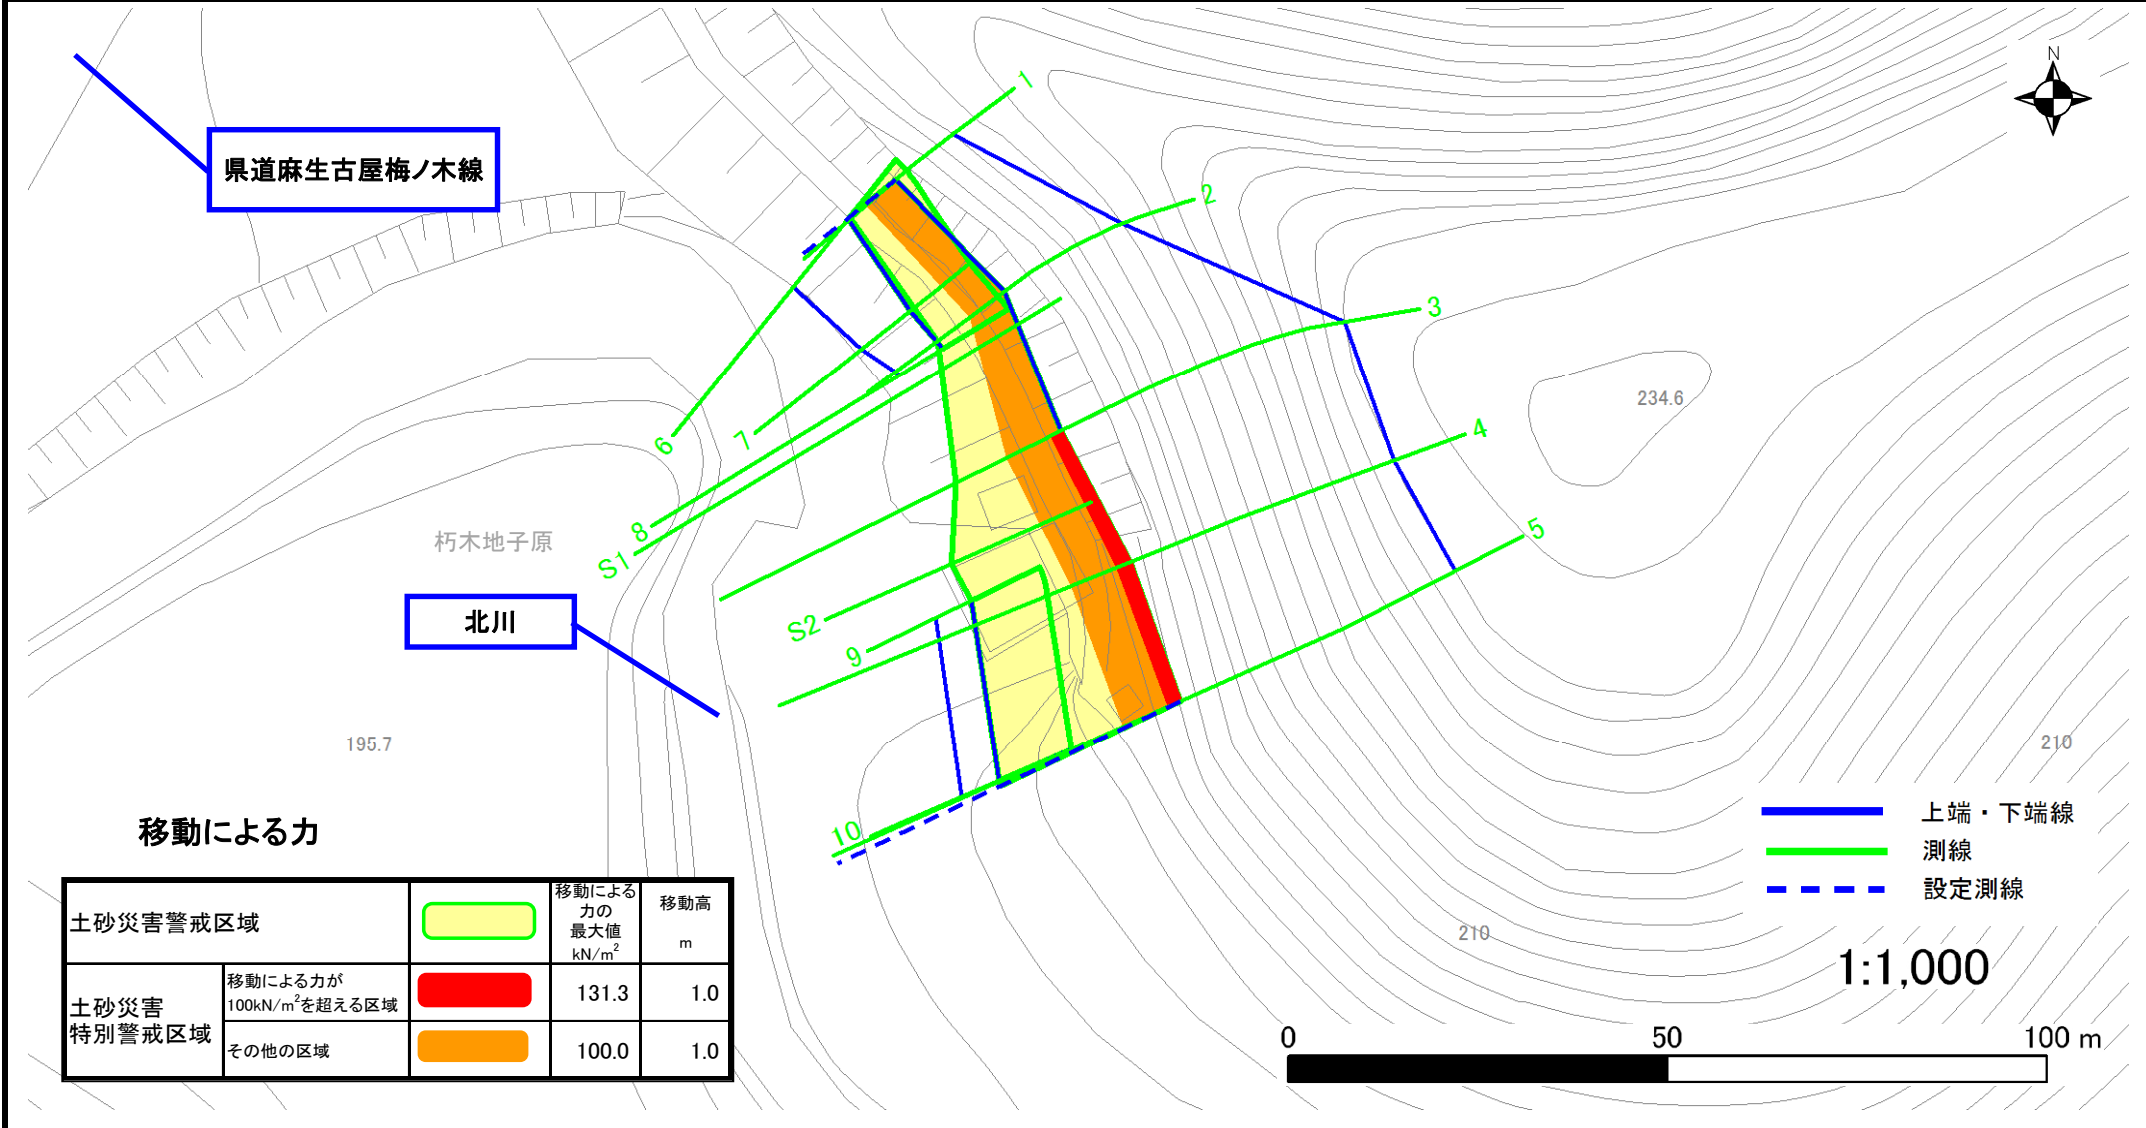 N
1
県道麻生古屋梅ノ木線
2
3
234.6
4
6
7
5
8
朽木地子原
S1
北川
S2
9
195.7
210
10
移動による力
上端・下端線
測線
設定測線
土砂災害警戒区域
移動による
力の
最大値
kN/m²
移動高
m
210
1:1,000
土砂災害
特別警戒区域
移動による力が
100kN/m²を超える区域
131.3
1.0
その他の区域
100.0
1.0
0
50
100 m